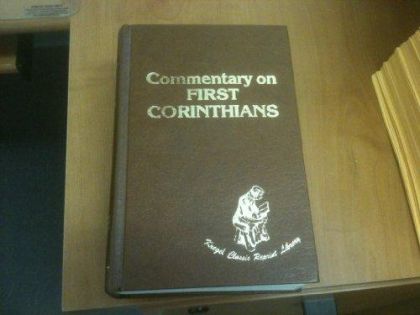 Commentary on
FIRST
CORINTHIANS
Kregel Classic Reprint Library